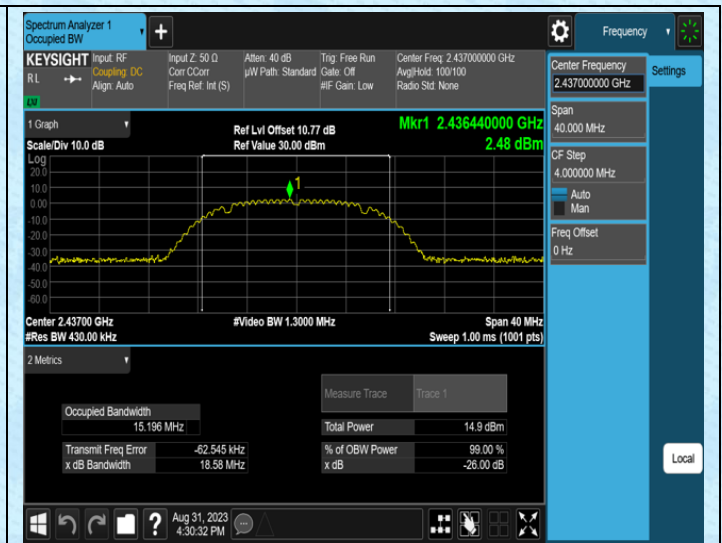 Spectrum Analyzer 1
Occupied BW
+
Frequency
KEYSIGHT
R L
LXI
Input: RF
Coupling: DC
Align: Auto
Input Z: 50 Ω
Corr CCorr
Freq Ref: Int (S)
Atten: 40 dB
µW Path: Standard
Trig: Free Run
Gate: Off
#IF Gain: Low
Center Freq: 2.437000000 GHz
Avg|Hold: 100/100
Radio Std: None
Center Frequency
2.437000000 GHz
Settings
Span
40.000 MHz
CF Step
4.000000 MHz
Auto
Man
Freq Offset
0 Hz
Local
1 Graph
Scale/Div 10.0 dB
Ref Lvl Offset 10.77 dB
Ref Value 30.00 dBm
Mkr1 2.436440000 GHz
2.48 dBm
Log
20.0
10.0
0.00
-10.0
-20.0
-30.0
-40.0
-50.0
-60.0
1
Center 2.43700 GHz
#Video BW 1.3000 MHz
Span 40 MHz
#Res BW 430.00 kHz
Sweep 1.00 ms (1001 pts)
2 Metrics
Measure Trace
Trace 1
Occupied Bandwidth
15.196 MHz
Total Power
14.9 dBm
Transmit Freq Error
-62.545 kHz
% of OBW Power
99.00 %
x dB Bandwidth
18.58 MHz
x dB
-26.00 dB
?
Aug 31, 2023
4:30:32 PM